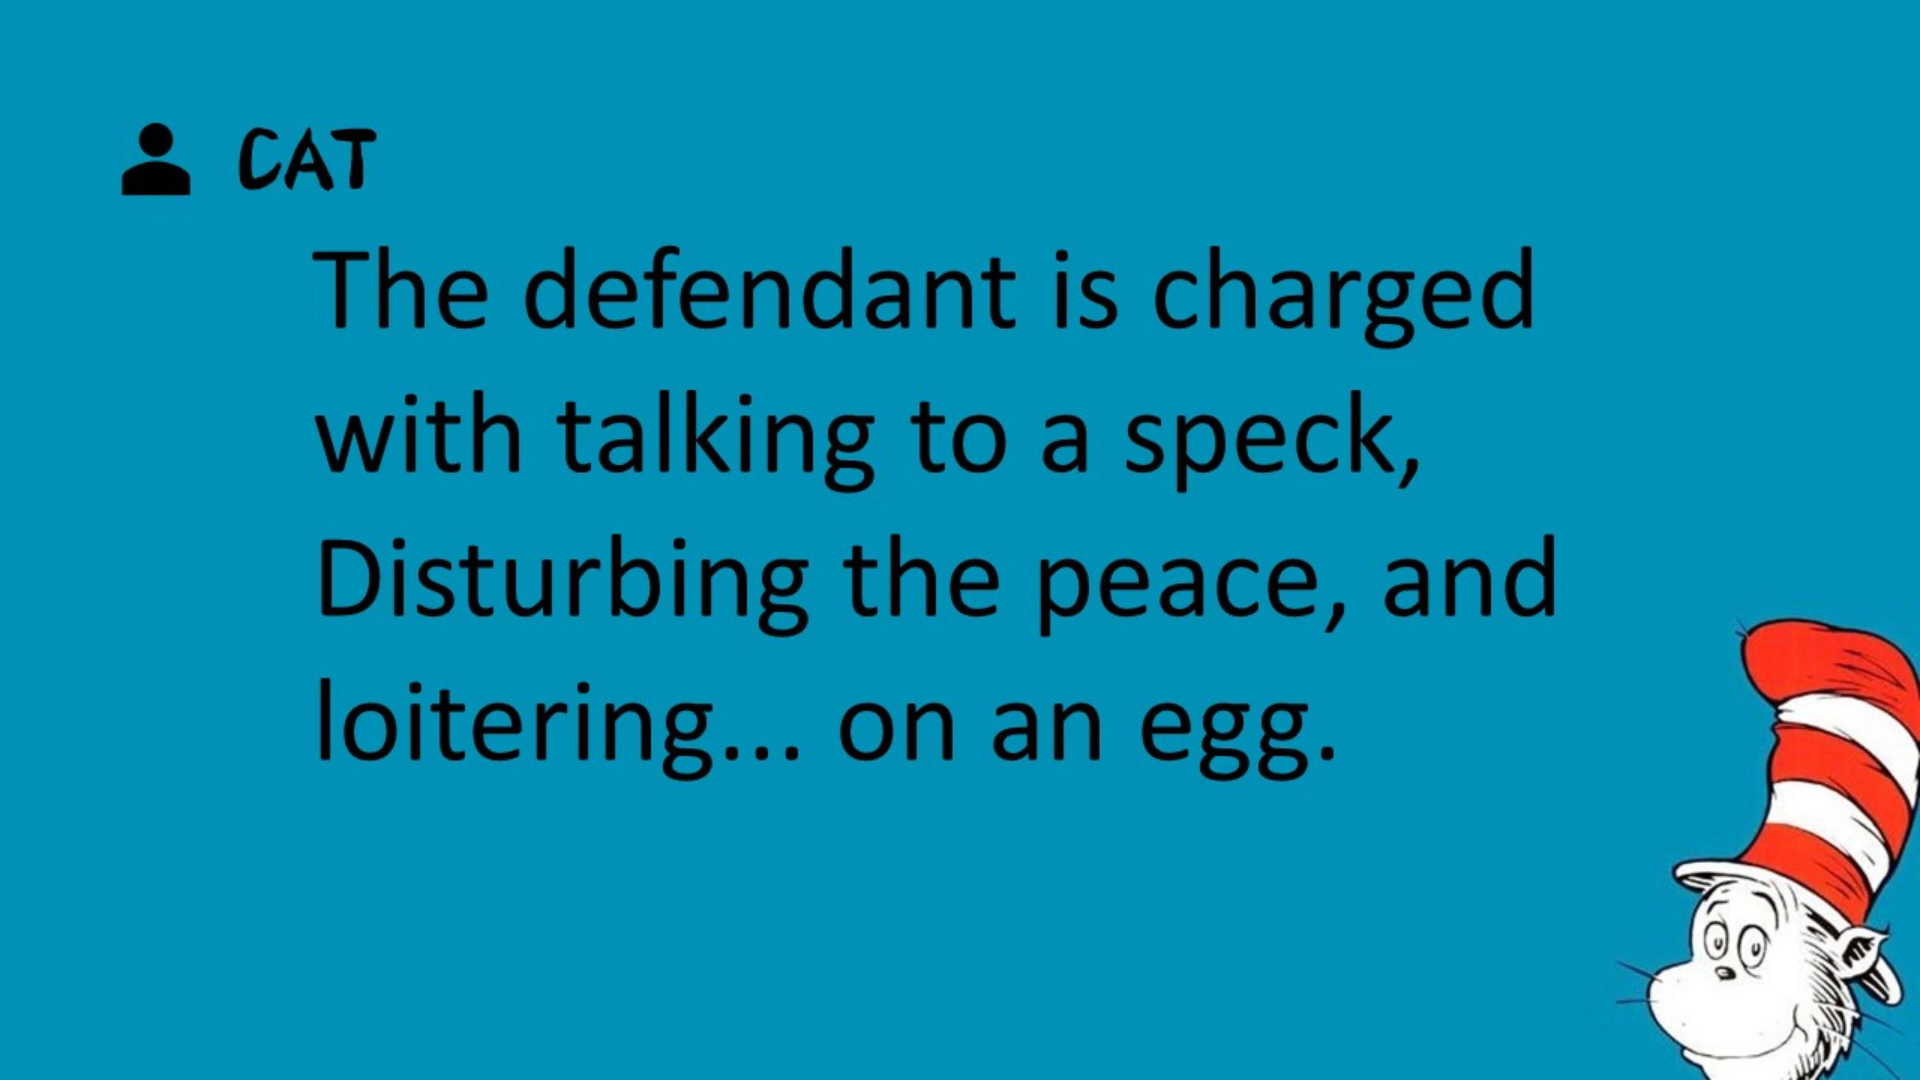 CAT
The defendant is charged
with talking to a speck,
Disturbing the peace, and
loitering... on an egg.